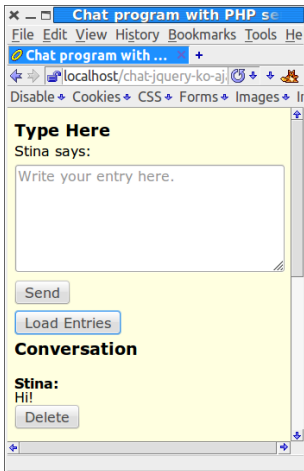 Chat program with PHP se
File Edit View History Bookmarks Tools He
Chat program with ...
localhost/chat-jquery-ko-aj.
Disable Cookies CSS Forms Images Ir
Type Here
Stina says:
Write your entry here.
Send
Load Entries
Conversation
Stina:
Hi!
Delete